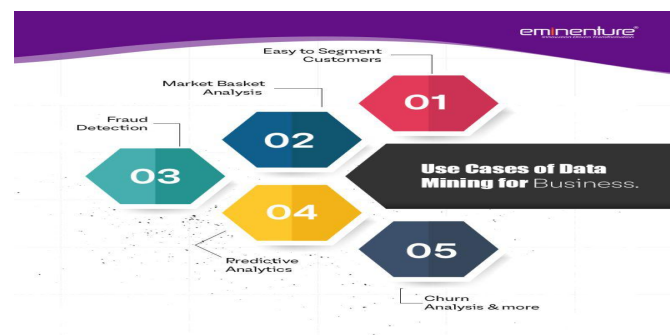 eminenture®
Easy to Segment
Customers
01
Market Basket
Analysis
02
Fraud
Detection
03
Use Cases of Data
Mining for Business.
04
Predictive
Analytics
05
Churn
Analysis & more